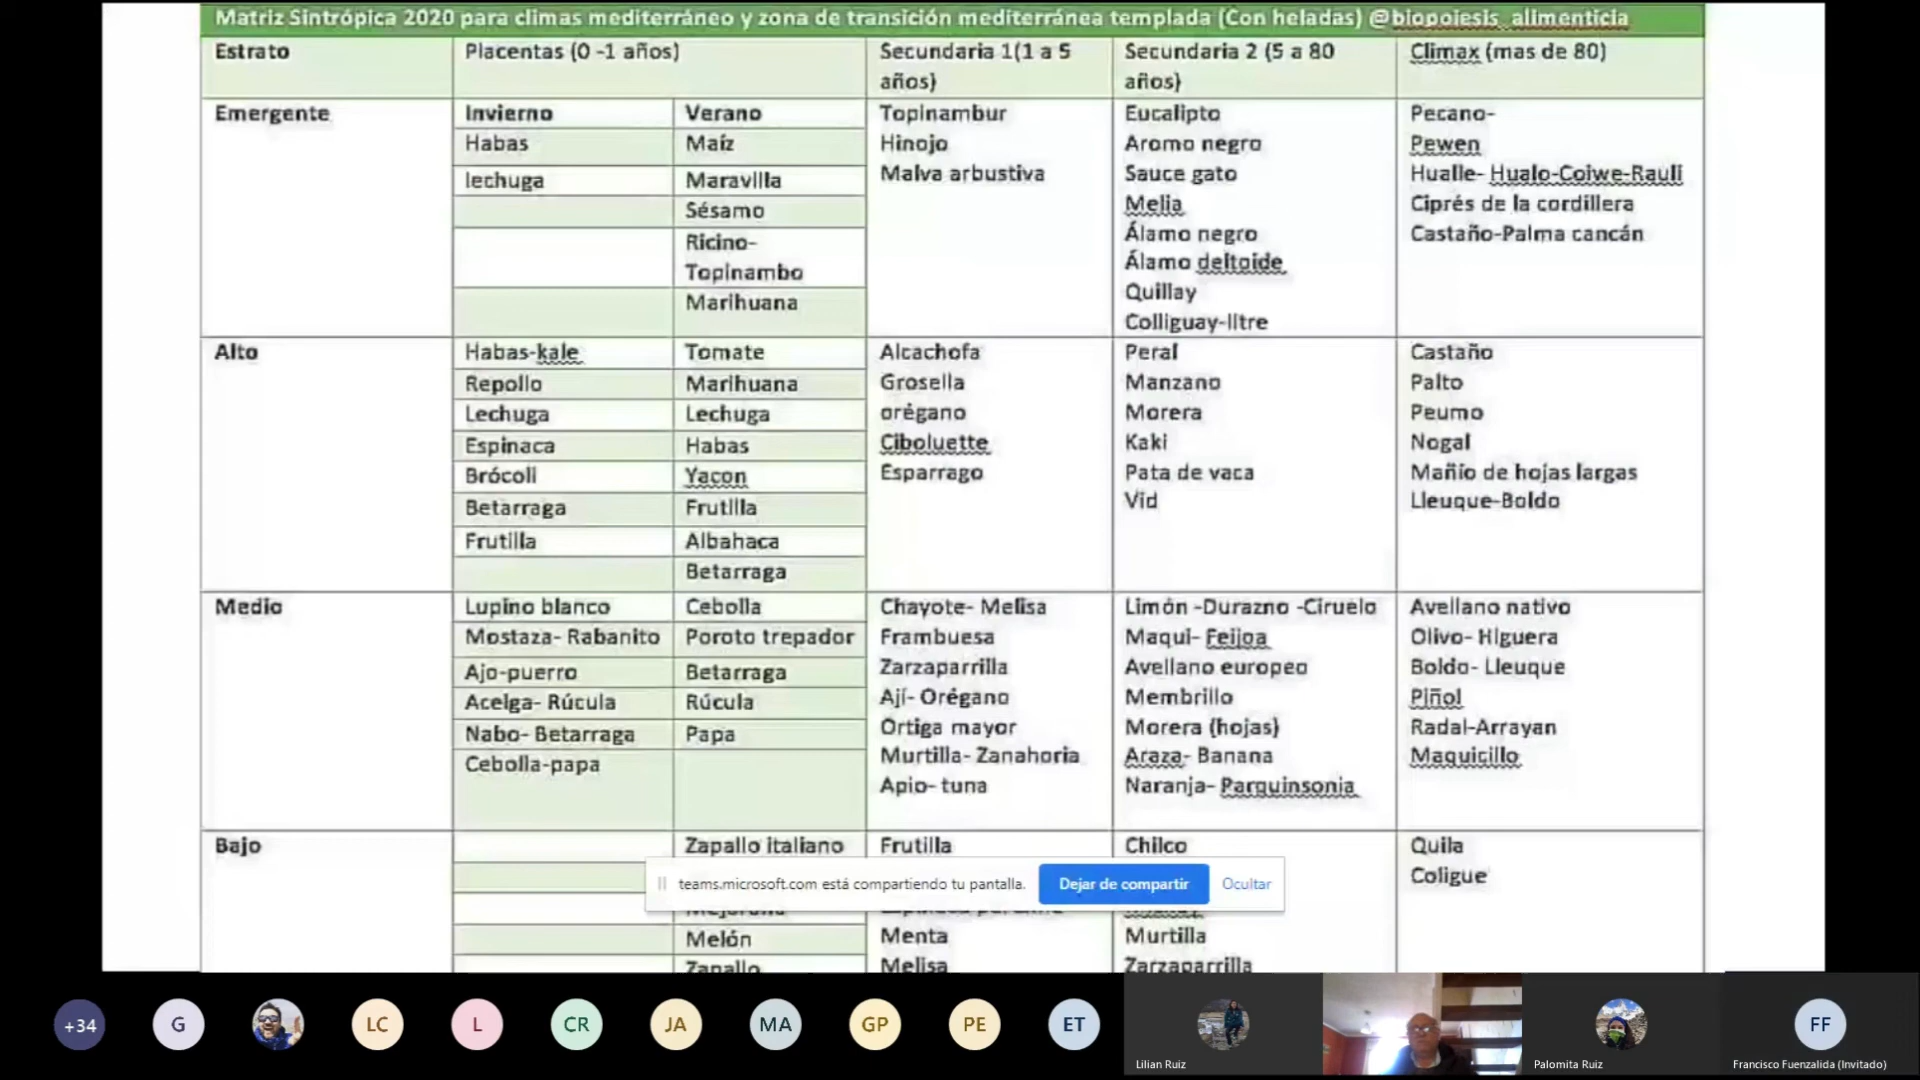 Matriz Sintrópica 2020 para climas mediterráneo y zona de transición mediterránea templada (Con heladas) @biopoiesis_alimenticia
Estrato
Placentas (0 -1 años)
Secundaria 1(1 a 5
años)
Secundaria 2 (5 a 80
años)
Climax (mas de 80)
Emergente
Invierno
Habas
lechuga
Verano
Maíz
Maravilla
Sésamo
Ricino-
Topinambo
Marihuana
Topinambur
Hinojo
Malva arbustiva
Eucalipto
Aromo negro
Sauce gato
Melia
Álamo negro
Álamo deltoide
Quillay
Colliguay-litre
Pecano-
Pewen
Hualle- Hualo-Coiwe-Rauli
Ciprés de la cordillera
Castaño-Palma cancán
Alto
Habas-kale
Repollo
Lechuga
Espinaca
Brócoli
Betarraga
Frutilla
Tomate
Marihuana
Lechuga
Habas
Yacon
Frutilla
Albahaca
Betarraga
Alcachofa
Grosella
orégano
Ciboluette
Esparrago
Peral
Manzano
Morera
Kaki
Pata de vaca
Vid
Castaño
Palto
Peumo
Nogal
Mañío de hojas largas
Lleuque-Boldo
Medio
Lupino blanco
Mostaza- Rabanito
Ajo-puerro
Acelga- Rúcula
Nabo- Betarraga
Cebolla-papa
Cebolla
Poroto trepador
Betarraga
Rúcula
Papa
Chayote- Melisa
Frambuesa
Zarzaparrilla
Ají- Orégano
Ortiga mayor
Murtilla- Zanahoria
Apio- tuna
Limón -Durazno -Ciruelo
Maqui- Feijoa
Avellano europeo
Membrillo
Morera (hojas)
Araza- Banana
Naranja- Parquinsonia
Avellano nativo
Olivo- Higuera
Boldo- Lleuque
Piñol
Radal-Arrayan
Maquicillo
Bajo
Zapallo italiano
Melón
Zapallo
Frutilla
Menta
Melisa
Chilco
Murtilla
Zarzaparrilla
Quila
Coligue
teams.microsoft.com está compartiendo tu pantalla.
Dejar de compartir
Ocultar
+34
G
LC
L
CR
JA
MA
GP
PE
ET
FF
Lilian Ruiz
Palomita Ruiz
Francisco Fuenzalida (Invitado)